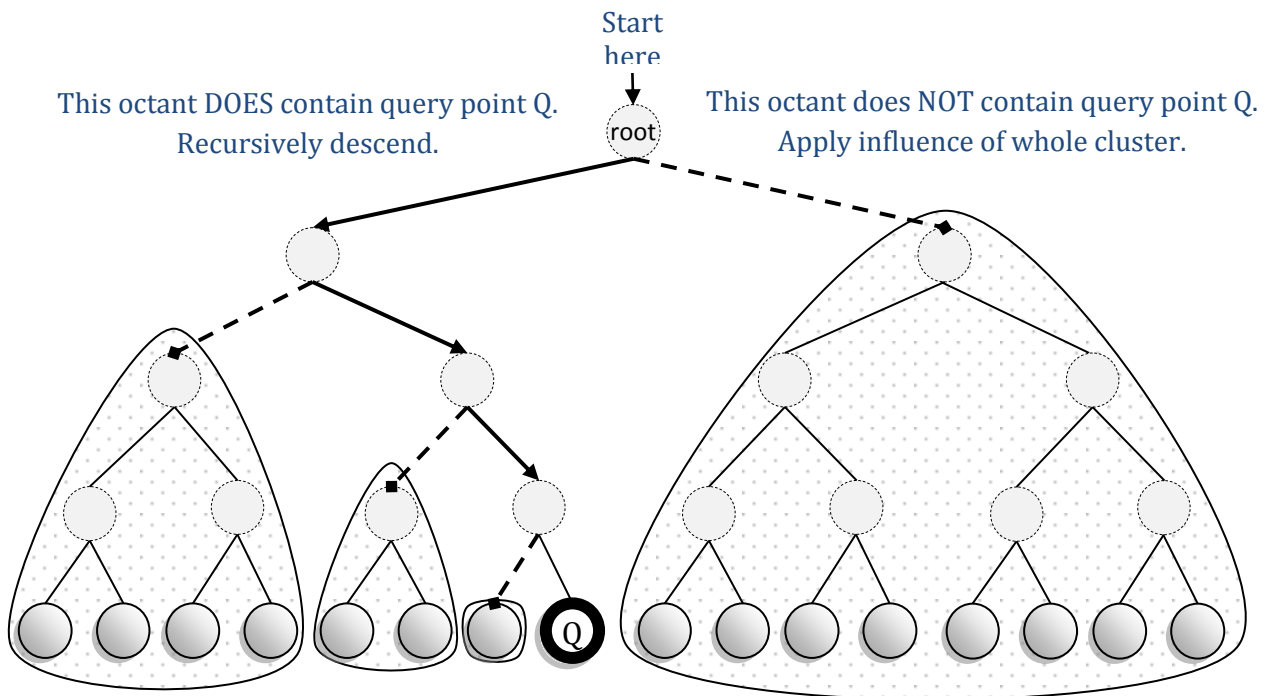 Start
here
This octant DOES contain query point Q.
Recursively descend.
This octant does NOT contain query point Q.
Apply influence of whole cluster.
root
Q